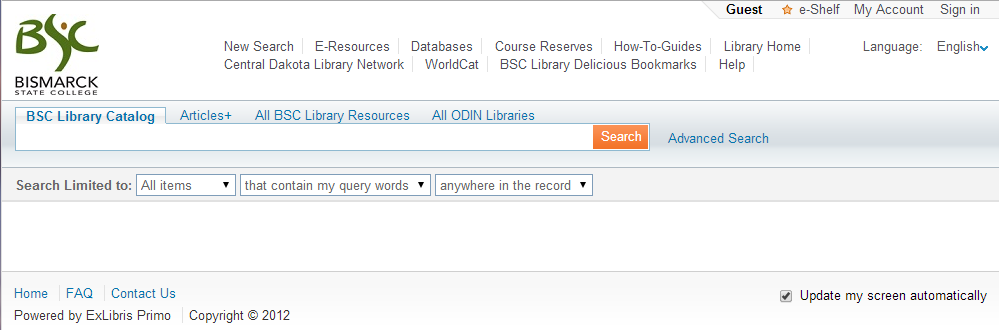 Guest e-Shelf My Account Sign in
BSC
BISMARCK
STATE COLLEGE
New Search E-Resources Databases Course Reserves How-To-Guides Library Home Language: English
Central Dakota Library Network WorldCat BSC Library Delicious Bookmarks Help
BSC Library Catalog Articles+ All BSC Library Resources All ODIN Libraries
Search Advanced Search
Search Limited to: All items that contain my query words anywhere in the record
Home FAQ Contact Us
Update my screen automatically
Powered by ExLibris Primo Copyright © 2012